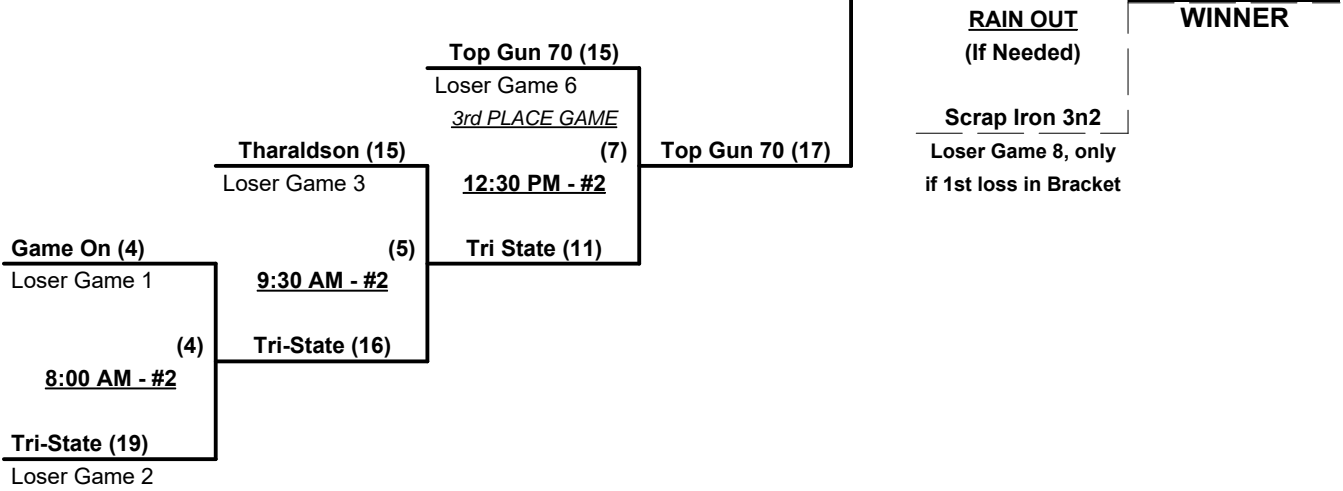 RAIN OUT
WINNER
(If Needed)
Top Gun 70 (15)
Loser Game 6
3rd PLACE GAME
Scrap Iron 3n2
Tharaldson (15)
(7)
Top Gun 70 (17)
Loser Game 8, only
Loser Game 3
12:30 PM - #2
if 1st loss in Bracket
Game On (4)
(5)
Tri State (11)
Loser Game 1
9:30 AM - #2
(4)
Tri-State (16)
8:00 AM - #2
Tri-State (19)
Loser Game 2